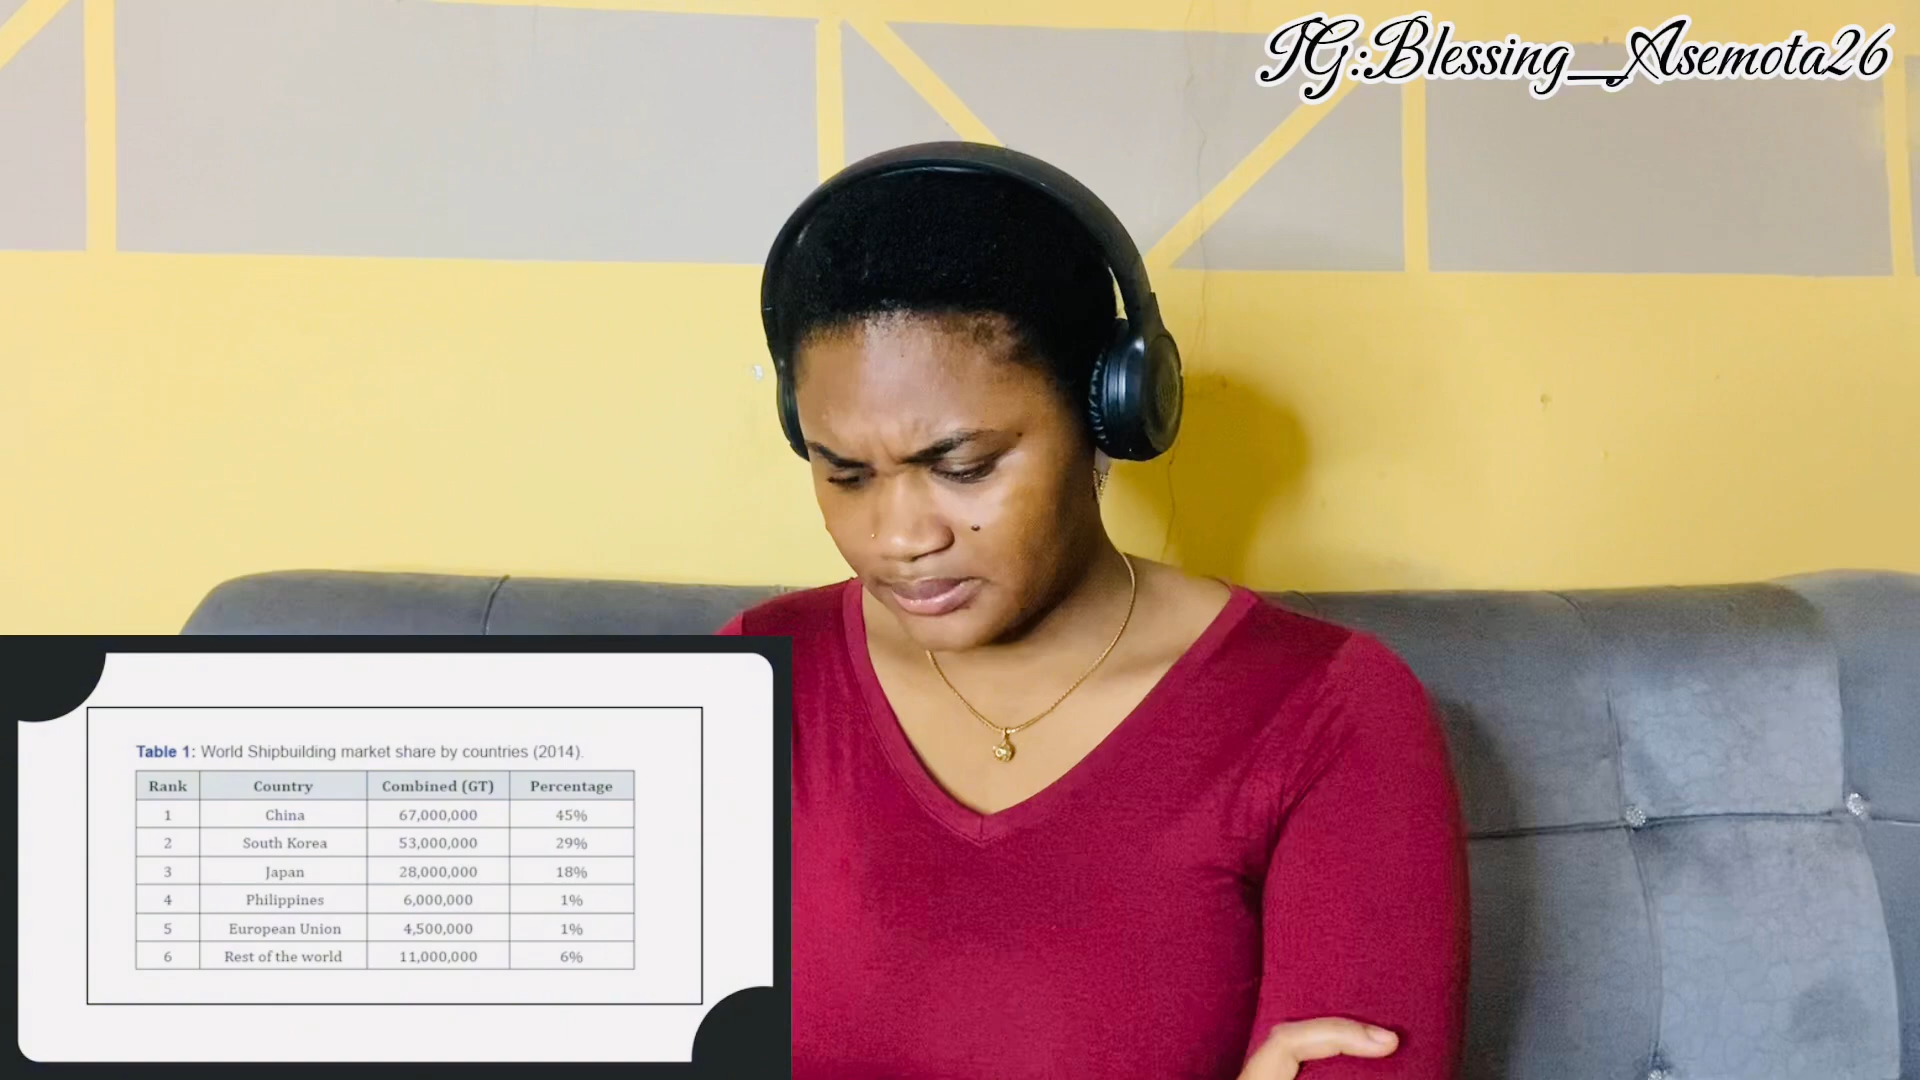 IG:Blessing_Asemota26
Table 1: World Shipbuilding market share by countries (2014).
Rank Country Combined (GT) Percentage
1 China 67,000,000 45%
2 South Korea 53,000,000 29%
3 Japan 28,000,000 18%
4 Philippines 6,000,000 1%
5 European Union 4,500,000 1%
6 Rest of the world 11,000,000 6%